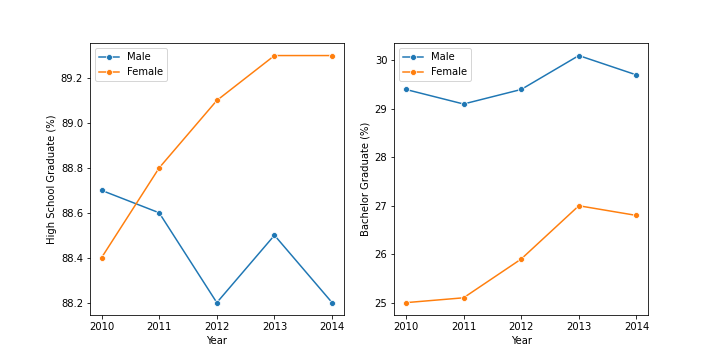 Male
Female
High School Graduate (%)
89.2
89.0
88.8
88.6
88.4
88.2
2010 2011 2012 2013 2014
Year
Male
Female
Bachelor Graduate (%)
30
29
28
27
26
25
2010 2011 2012 2013 2014
Year